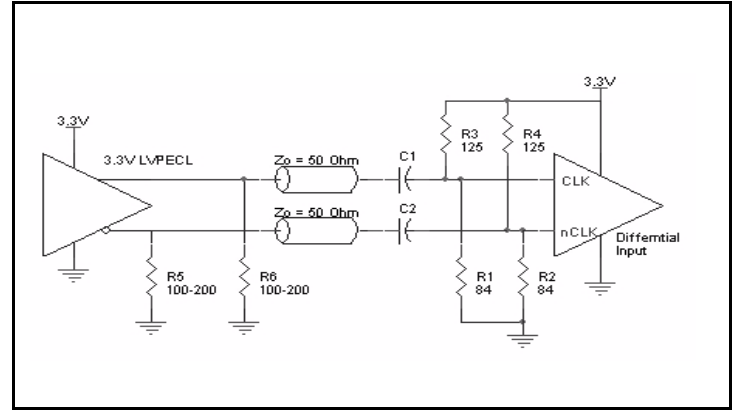 3.3V
3.3V
3.3V LVPECL
Zo = 50 Ohm
C1
R3
125
R4
125
CLK
Zo = 50 Ohm
C2
nCLK
Differntial
Input
R5
100-200
R6
100-200
R1
84
R2
84